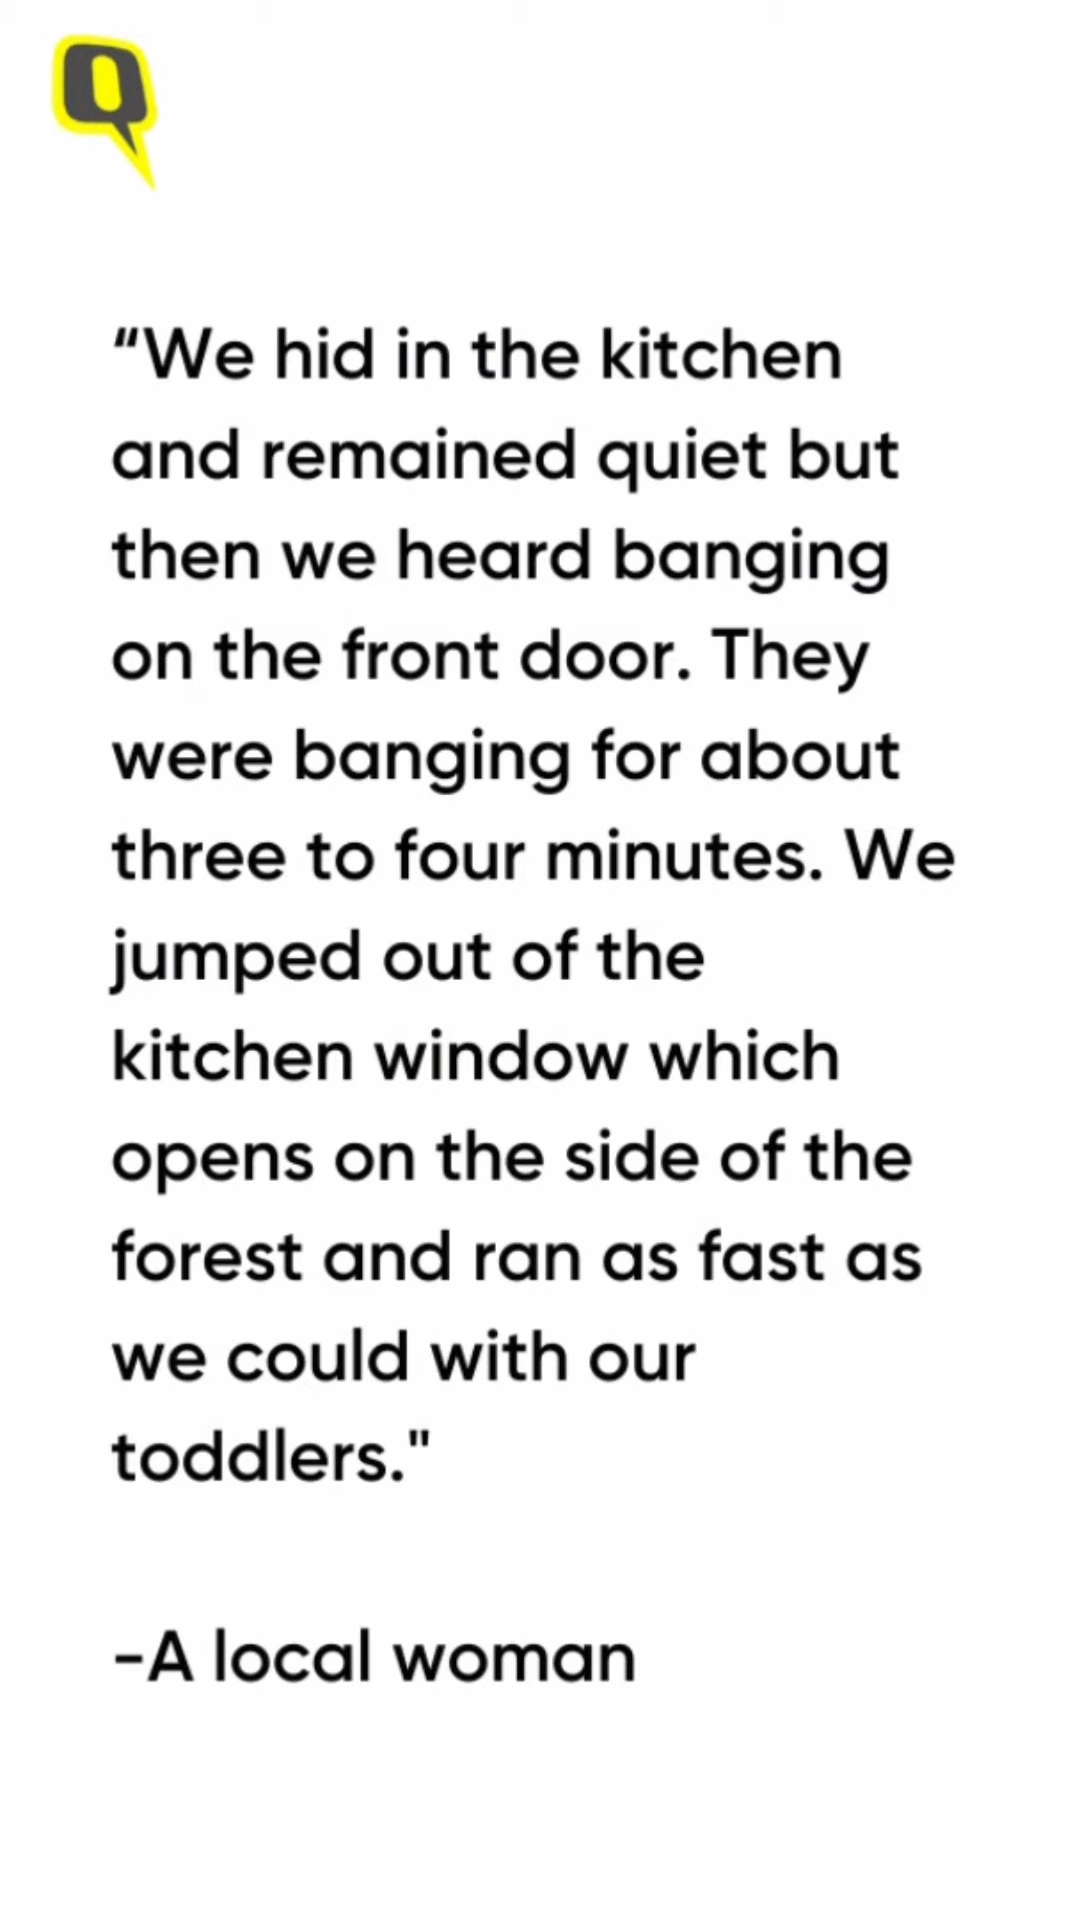 Q
“We hid in the kitchen
and remained quiet but
then we heard banging
on the front door. They
were banging for about
three to four minutes. We
jumped out of the
kitchen window which
opens on the side of the
forest and ran as fast as
we could with our
toddlers."
-A local woman